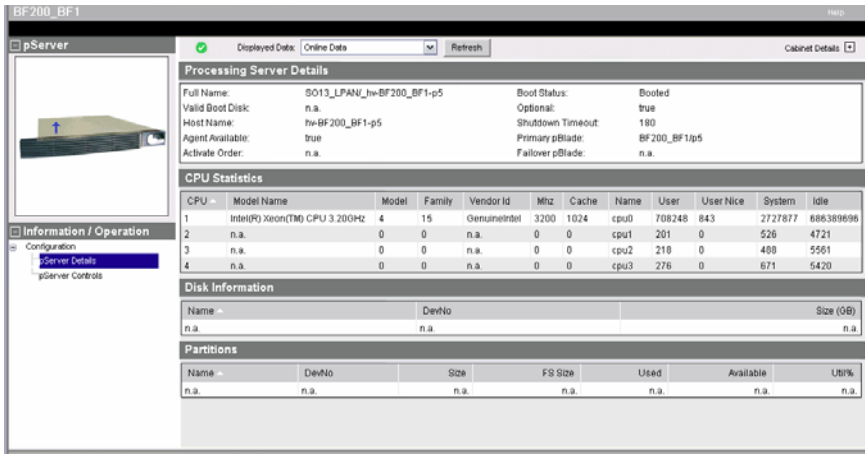 BF200_BF1 Help
pServer
Displayed Data: Online Data Refresh Cabinet Details
Processing Server Details
Full Name: SO13_LPAN/_hv-BF200_BF1-p5 Boot Status: Booted
Valid Boot Disk: n.a. Optional: true
Host Name: hv-BF200_BF1-p5 Shutdown Timeout: 180
Agent Available: true Primary pBlade: BF200_BF1/p5
Activate Order: n.a. Failover pBlade: n.a.
CPU Statistics
CPU Model Name Model Family Vendor Id Mhz Cache Name User User Nice System Idle
1 Intel(R) Xeon(TM) CPU 3.20GHz 4 15 GenuineIntel 3200 1024 cpu0 708248 843 2727877 686389696
2 n.a. 0 0 n.a. 0 0 cpu1 201 0 526 4721
3 n.a. 0 0 n.a. 0 0 cpu2 218 0 488 5561
4 n.a. 0 0 n.a. 0 0 cpu3 276 0 671 5420
Information / Operation
Configuration
pServer Details
pServer Controls
Disk Information
Name DevNo Size (GB)
n.a. n.a. n.a.
Partitions
Name DevNo Size FS Size Used Available Util%
n.a. n.a. n.a. n.a. n.a. n.a. n.a.